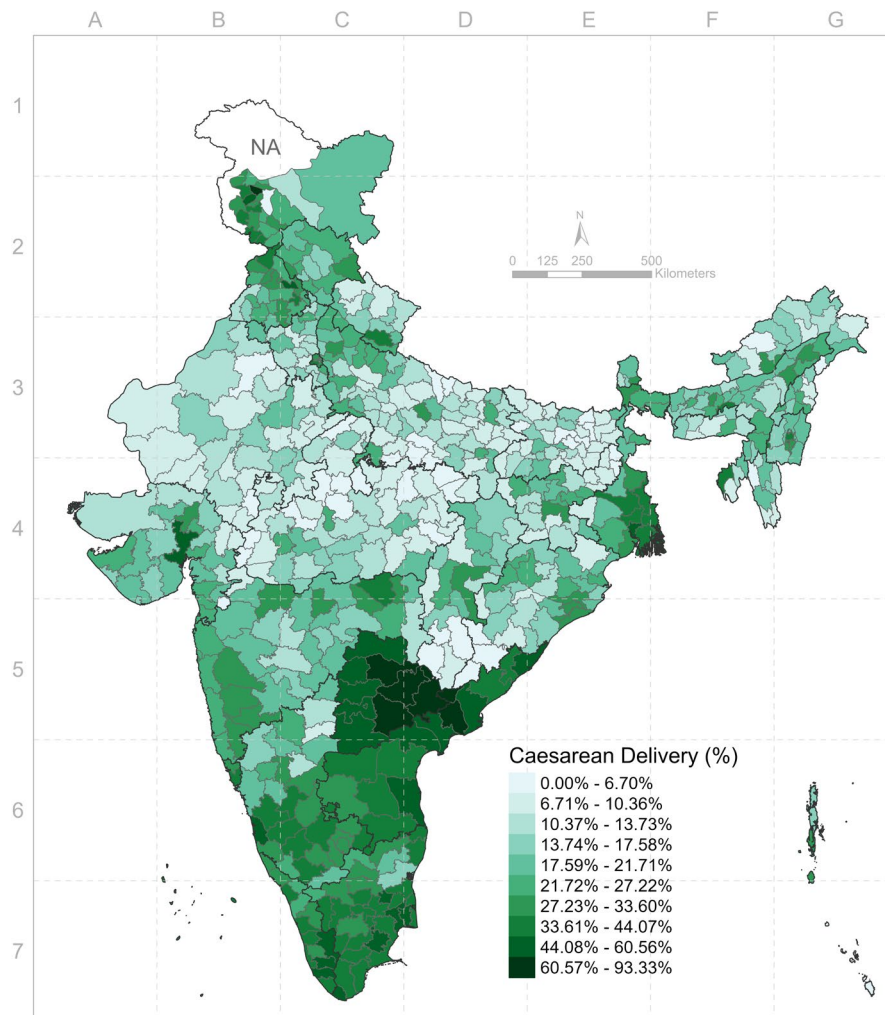 A B C D E F G
1
NA
2
N
0 125 250 500
Kilometers
3
4
5
Caesarean Delivery (%)
0.00% - 6.70%
6.71% - 10.36%
10.37% - 13.73%
13.74% - 17.58%
17.59% - 21.71%
21.72% - 27.22%
27.23% - 33.60%
33.61% - 44.07%
44.08% - 60.56%
60.57% - 93.33%
6
7